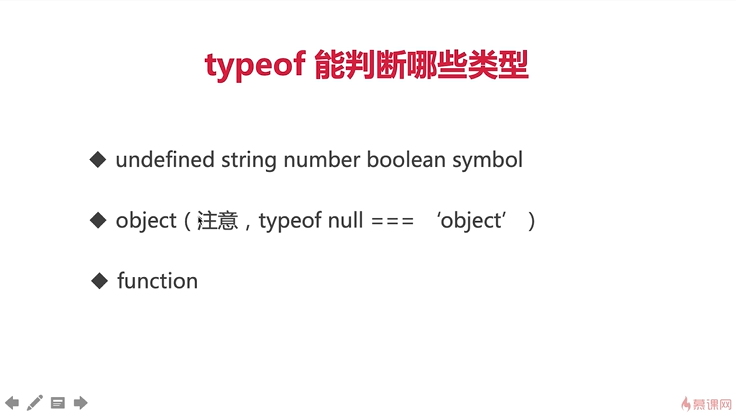 typeof 能判断哪些类型
◆ undefined string number boolean symbol
◆ object ( 注意，typeof null === ‘object’ )
◆ function
慕课网